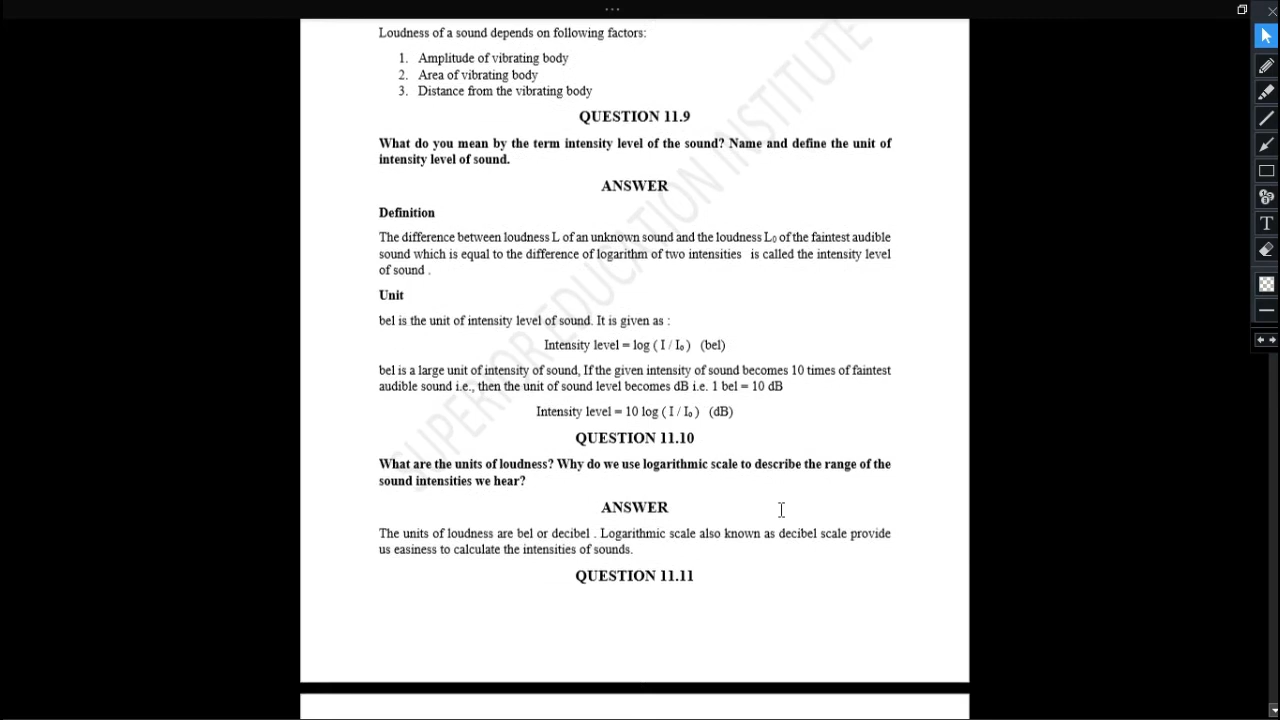 Loudness of a sound depends on following factors:
1. Amplitude of vibrating body
2. Area of vibrating body
3. Distance from the vibrating body
QUESTION 11.9
What do you mean by the term intensity level of the sound? Name and define the unit of
intensity level of sound.
ANSWER
Definition
The difference between loudness L of an unknown sound and the loudness L₀ of the faintest audible
sound which is equal to the difference of logarithm of two intensities is called the intensity level
of sound .
Unit
bel is the unit of intensity level of sound. It is given as :
Intensity level = log ( I / I₀ ) (bel)
bel is a large unit of intensity of sound, If the given intensity of sound becomes 10 times of faintest
audible sound i.e., then the unit of sound level becomes dB i.e. 1 bel = 10 dB
Intensity level = 10 log ( I / I₀ ) (dB)
QUESTION 11.10
What are the units of loudness? Why do we use logarithmic scale to describe the range of the
sound intensities we hear?
ANSWER
The units of loudness are bel or decibel . Logarithmic scale also known as decibel scale provide
us easiness to calculate the intensities of sounds.
QUESTION 11.11
SUPERIOR EDUCATION INSTITUTE